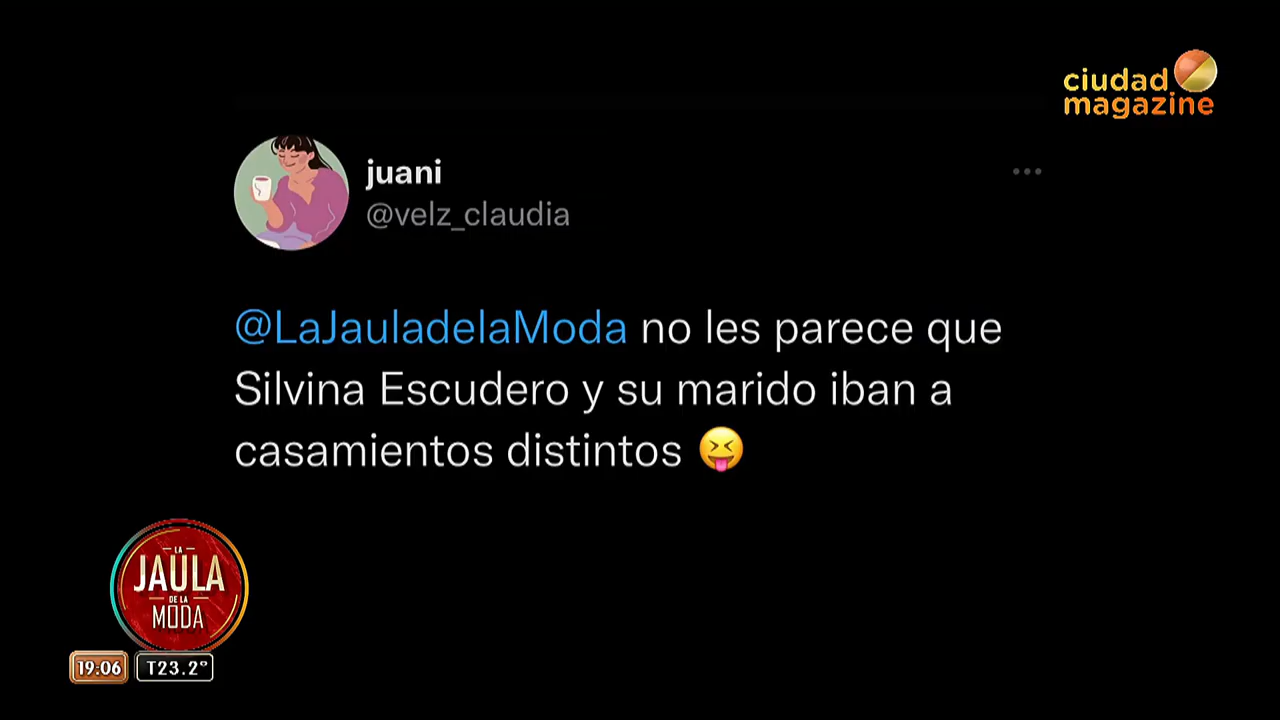 ciudad
magazine
juani
@velz_claudia
@LaJauladelaModa no les parece que
Silvina Escudero y su marido iban a
casamientos distintos 😝
LA
JAULA
DE LA
MODA
19:06 T23.2°